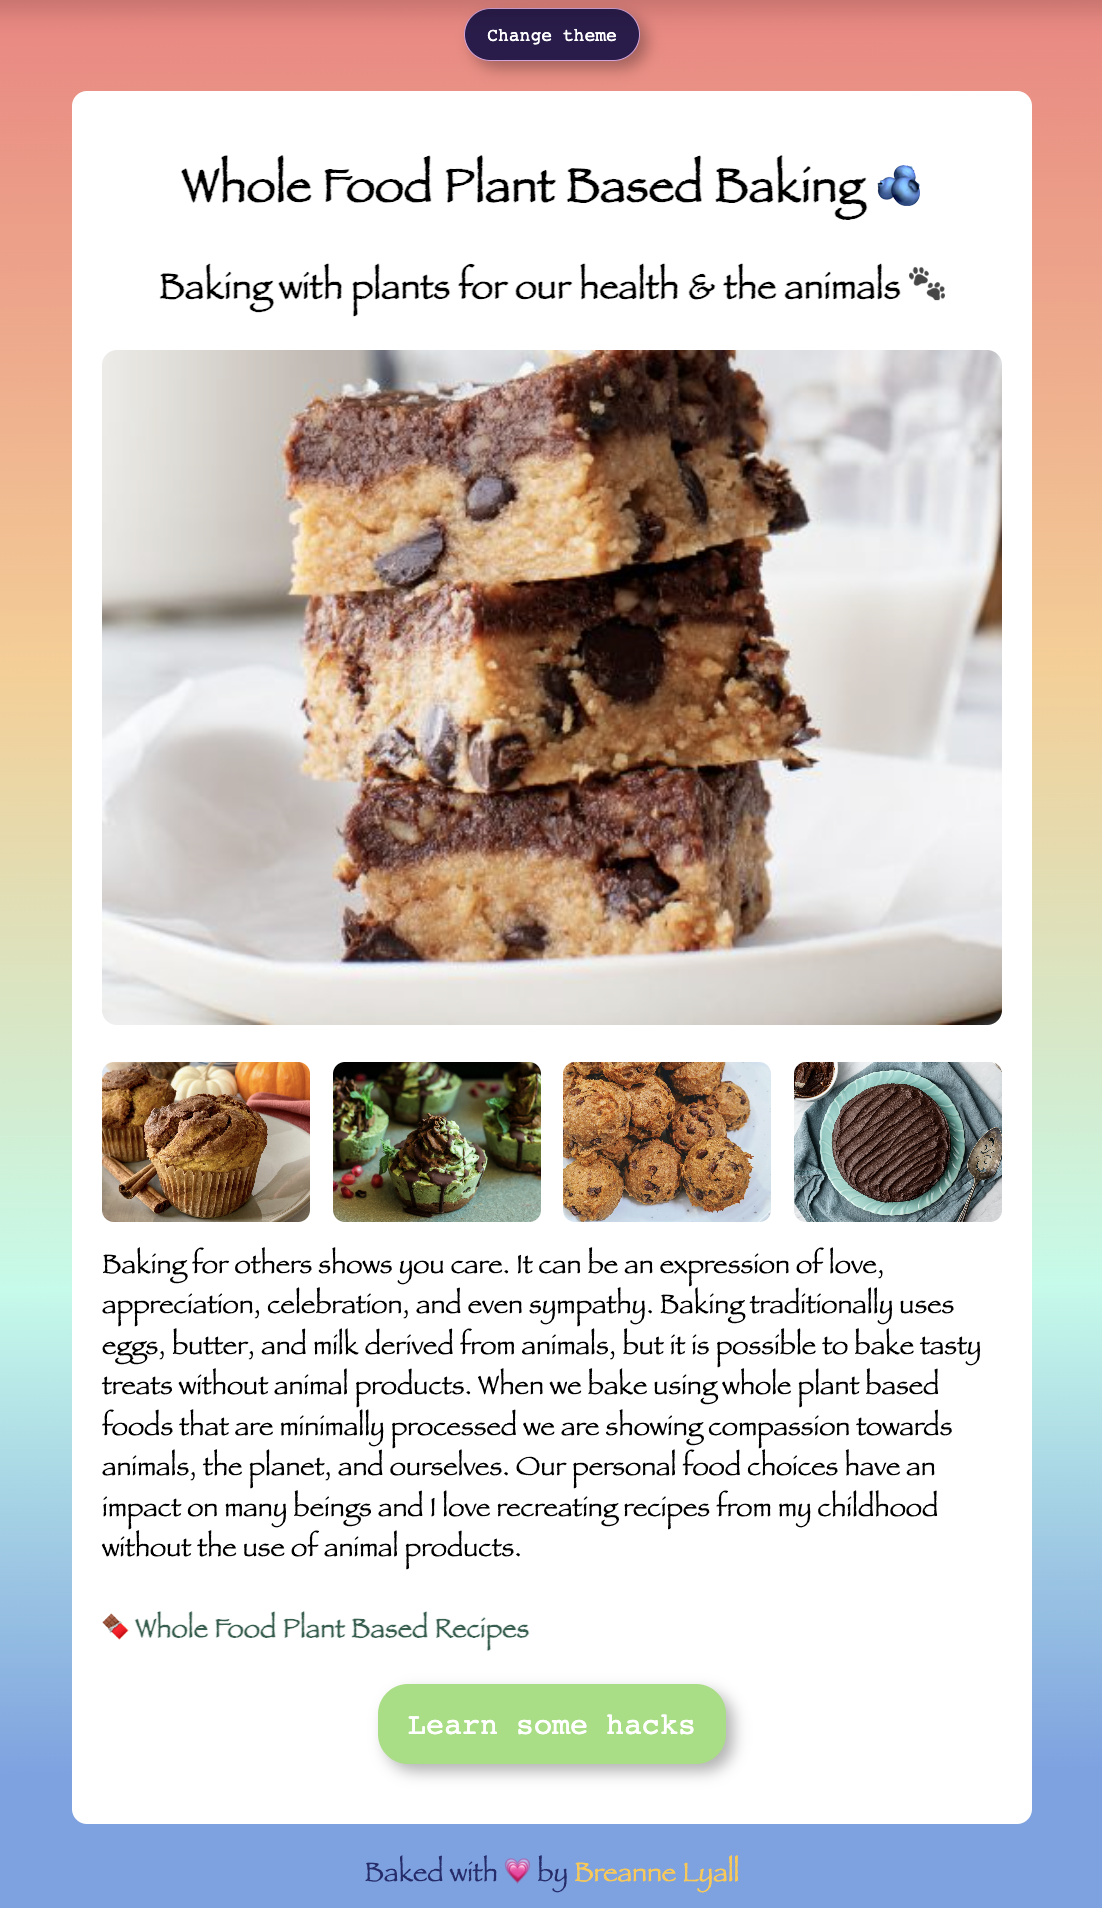 Change theme
Whole Food Plant Based Baking 🫐
Baking with plants for our health & the animals 🐾
Baking for others shows you care. It can be an expression of love,
appreciation, celebration, and even sympathy. Baking traditionally uses
eggs, butter, and milk derived from animals, but it is possible to bake tasty
treats without animal products. When we bake using whole plant based
foods that are minimally processed we are showing compassion towards
animals, the planet, and ourselves. Our personal food choices have an
impact on many beings and I love recreating recipes from my childhood
without the use of animal products.
🍫 Whole Food Plant Based Recipes
Learn some hacks
Baked with 💗 by Breanne Lyall